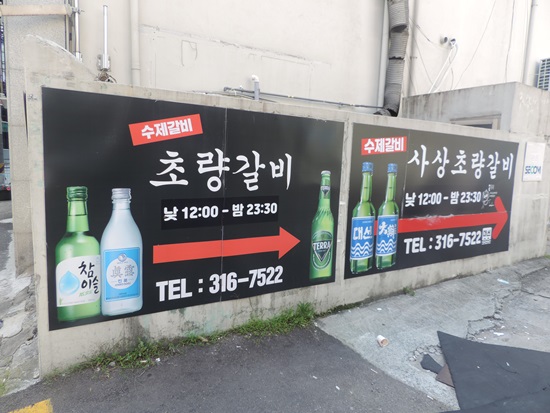 수제갈비
초량갈비
낮 12:00 - 밤 23:30
TEL : 316-7522
참이슬
眞露
TERRA
수제갈비
사상초량갈비
낮 12:00 - 밤 23:30
TEL : 316-7522
대선
大鮮
SECOM